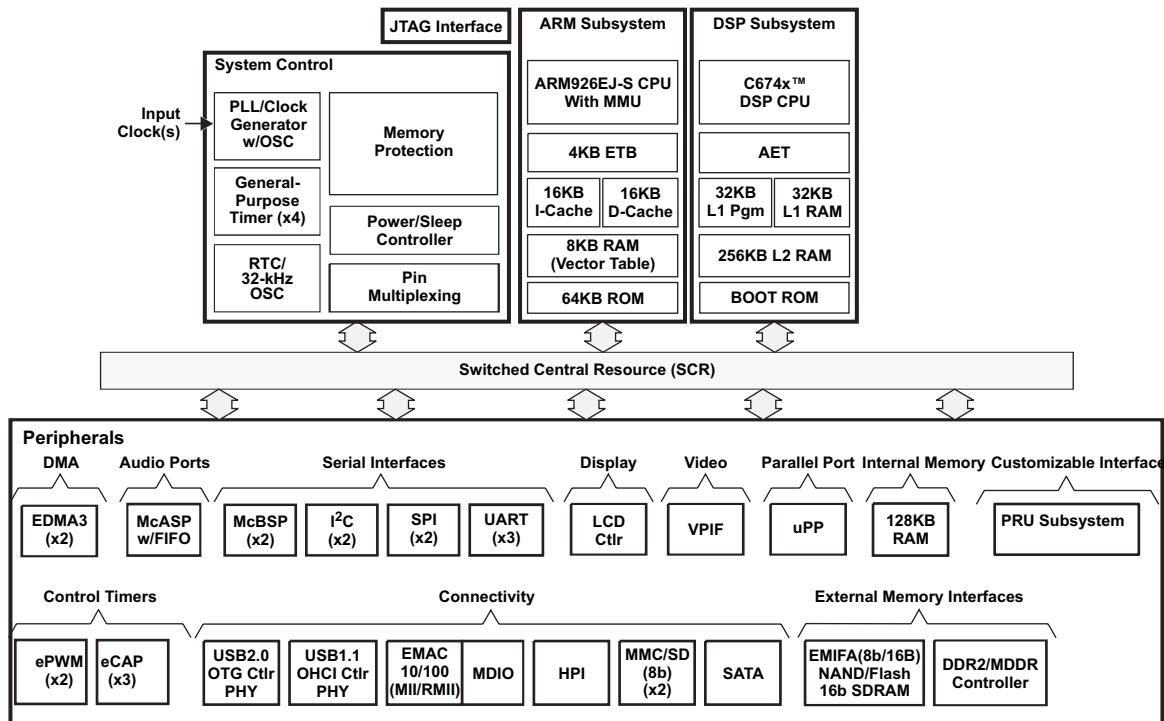 JTAG Interface
ARM Subsystem
DSP Subsystem
System Control
Input
Clock(s)
PLL/Clock
Generator
w/OSC
General-
Purpose
Timer (x4)
RTC/
32-kHz
OSC
Memory
Protection
Power/Sleep
Controller
Pin
Multiplexing
ARM926EJ-S CPU
With MMU
4KB ETB
16KB
I-Cache
16KB
D-Cache
8KB RAM
(Vector Table)
64KB ROM
C674x™
DSP CPU
AET
32KB
L1 Pgm
32KB
L1 RAM
256KB L2 RAM
BOOT ROM
Switched Central Resource (SCR)
Peripherals
DMA
EDMA3
(x2)
Audio Ports
McASP
w/FIFO
Serial Interfaces
McBSP
(x2)
I²C
(x2)
SPI
(x2)
UART
(x3)
Display
LCD
Ctlr
Video
VPIF
Parallel Port
uPP
Internal Memory
128KB
RAM
Customizable Interface
PRU Subsystem
Control Timers
ePWM
(x2)
eCAP
(x3)
Connectivity
USB2.0
OTG Ctlr
PHY
USB1.1
OHCI Ctlr
PHY
EMAC
10/100
(MII/RMII)
MDIO
HPI
MMC/SD
(8b)
(x2)
SATA
External Memory Interfaces
EMIFA(8b/16B)
NAND/Flash
16b SDRAM
DDR2/MDDR
Controller